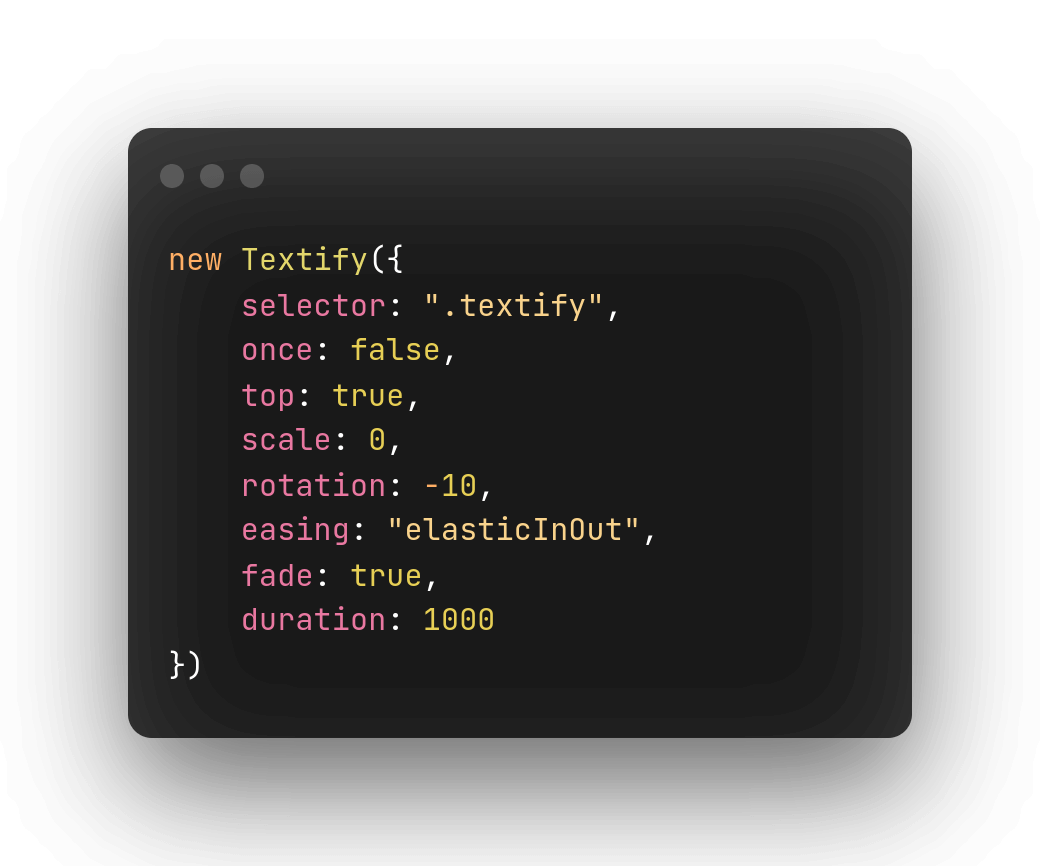 new Textify({
    selector: ".textify",
    once: false,
    top: true,
    scale: 0,
    rotation: -10,
    easing: "elasticInOut",
    fade: true,
    duration: 1000
})